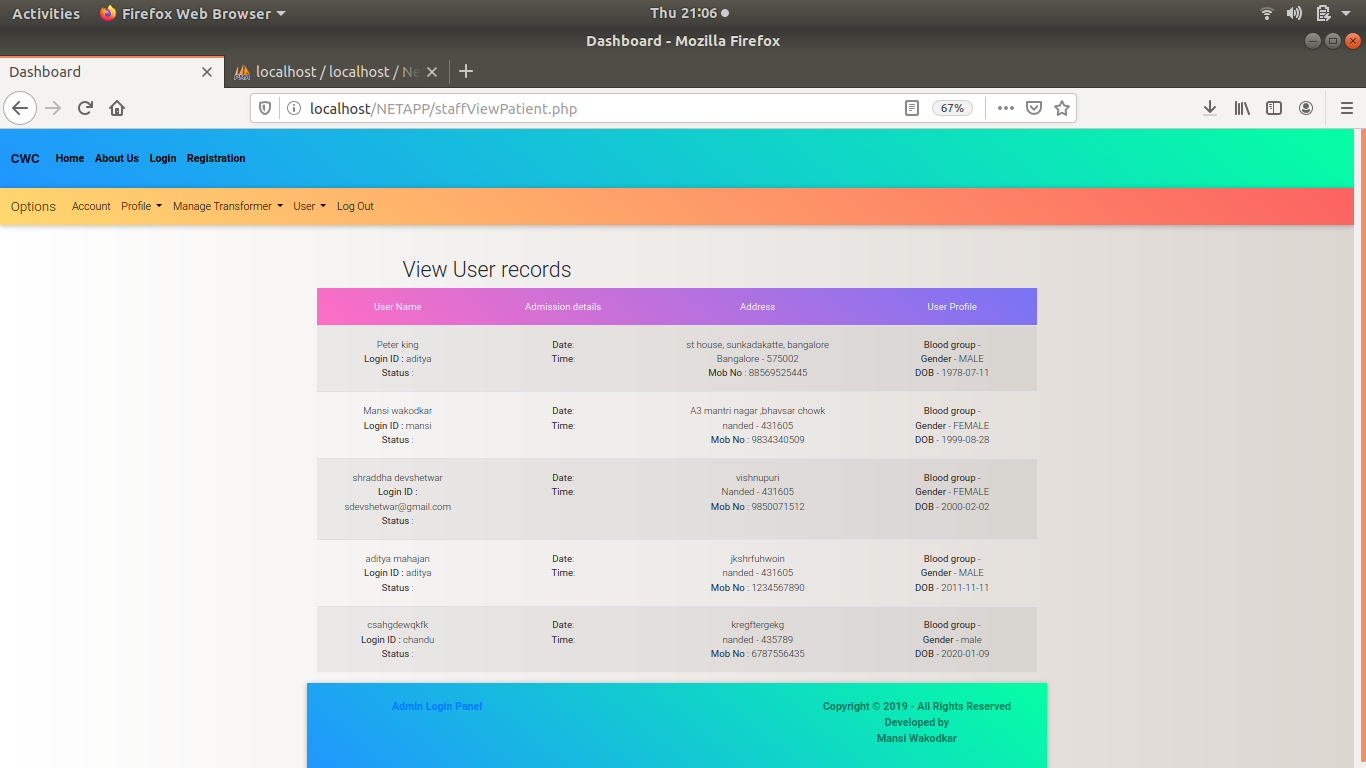 Activities Firefox Web Browser Thu 21:06
Dashboard - Mozilla Firefox
Dashboard localhost / localhost / Ne
localhost/NETAPP/staffViewPatient.php 67%
CWC Home About Us Login Registration
Options Account Profile Manage Transformer User Log Out
View User records
User Name Admission details Address User Profile
Peter king Date: st house, sunkadakatte, bangalore Blood group -
Login ID : aditya Time: Bangalore - 575002 Gender - MALE
Status : Mob No : 88569525445 DOB - 1978-07-11
Mansi wakodkar Date: A3 mantri nagar ,bhavsar chowk Blood group -
Login ID : mansi Time: nanded - 431605 Gender - FEMALE
Status : Mob No : 9834340509 DOB - 1999-08-28
shraddha devshetwar Date: vishnupuri Blood group -
Login ID : Time: Nanded - 431605 Gender - FEMALE
sdevshetwar@gmail.com Mob No : 9850071512 DOB - 2000-02-02
Status :
aditya mahajan Date: jkshrfuhwoin Blood group -
Login ID : aditya Time: nanded - 431605 Gender - MALE
Status : Mob No : 1234567890 DOB - 2011-11-11
csahgdewqkfk Date: kregftergekg Blood group -
Login ID : chandu Time: nanded - 435789 Gender - male
Status : Mob No : 6787556435 DOB - 2020-01-09
Admin Login Panel Copyright © 2019 - All Rights Reserved
Developed by
Mansi Wakodkar